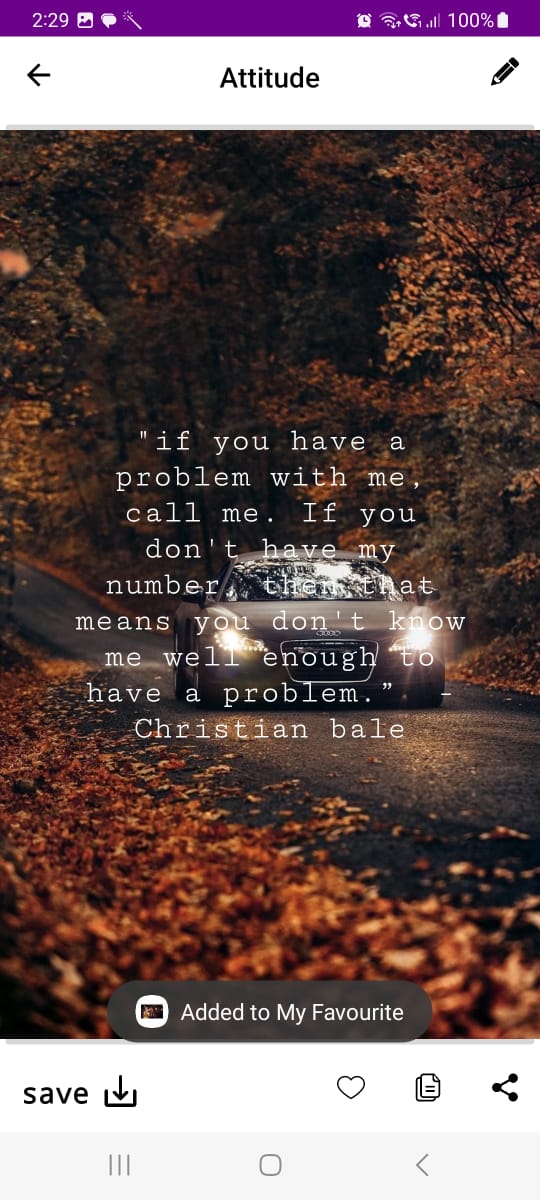 2:29 100%
Attitude
"if you have a
problem with me,
call me. If you
don't have my
number, then that
means you don't know
me well enough to
have a problem.” -
Christian bale
Added to My Favourite
save